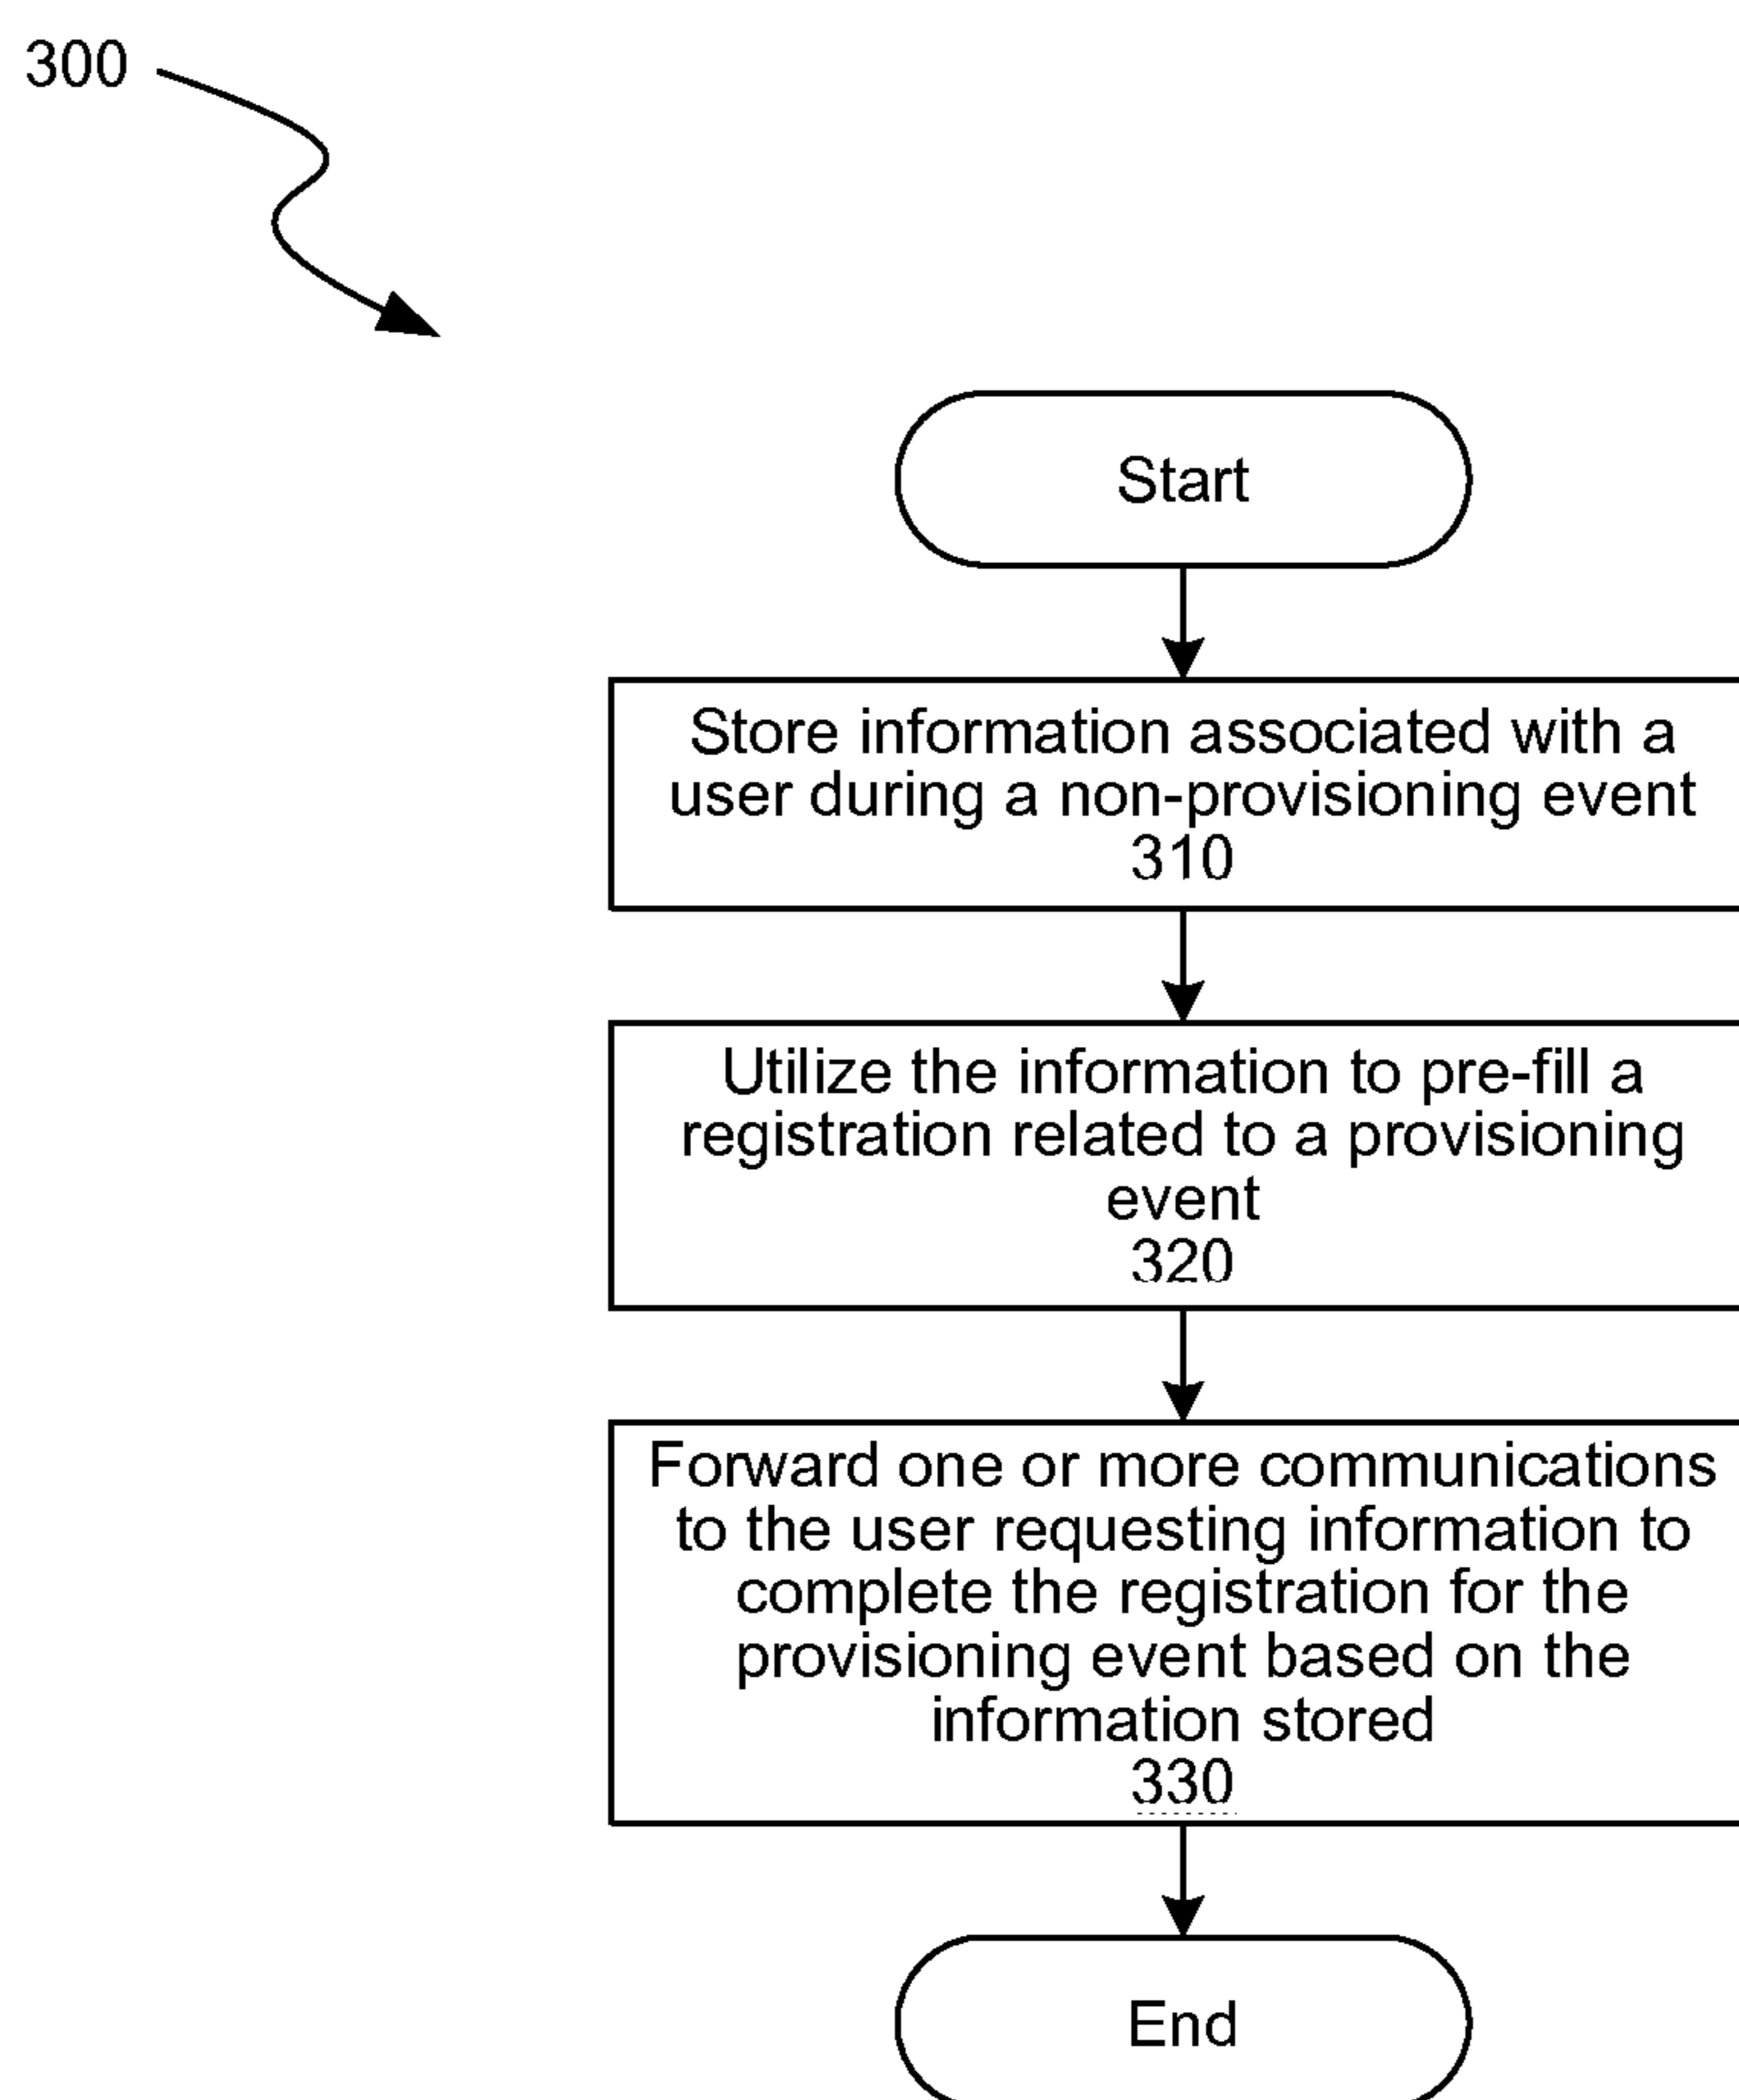 300
Start
Store information associated with a
user during a non-provisioning event
310
Utilize the information to pre-fill a
registration related to a provisioning
event
320
Forward one or more communications
to the user requesting information to
complete the registration for the
provisioning event based on the
information stored
330
End